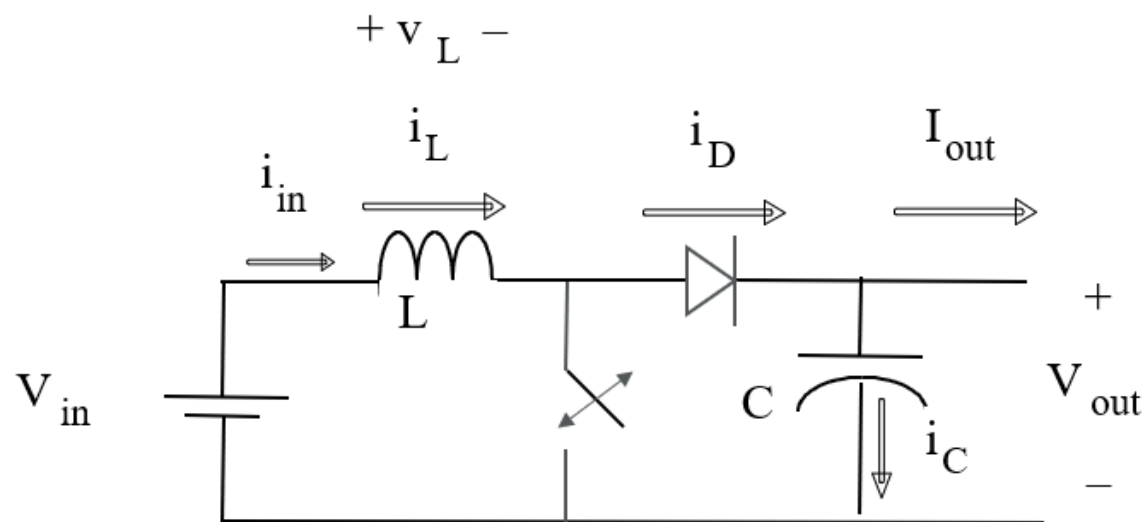 + v L −
i L
i D
I out
i in
L
+
V in
C
V out
i C
−